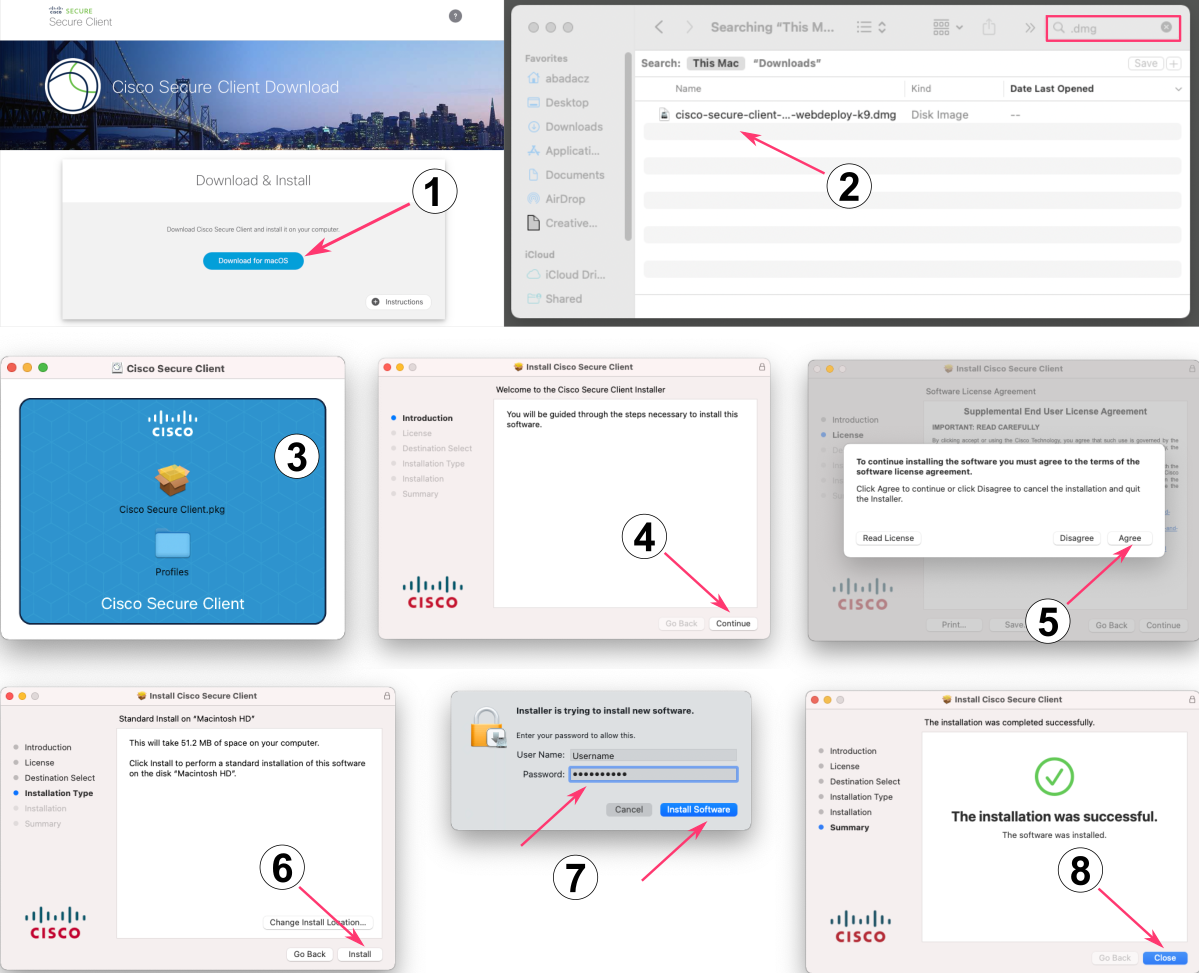 CISCO SECURE
Secure Client
?
Cisco Secure Client Download
Download & Install
1
Download Cisco Secure Client and install it on your computer.
Download for macOS
Instructions
Searching “This M...
.dmg
Favorites
abadacz
Desktop
Downloads
Applicati...
Documents
AirDrop
Creative...
iCloud
iCloud Dri...
Shared
Search: This Mac “Downloads” Save
Name Kind Date Last Opened
cisco-secure-client-...-webdeploy-k9.dmg Disk Image --
2
Cisco Secure Client
CISCO
3
Cisco Secure Client.pkg
Profiles
Cisco Secure Client
Install Cisco Secure Client
Welcome to the Cisco Secure Client Installer
Introduction
License
Destination Select
Installation Type
Installation
Summary
You will be guided through the steps necessary to install this
software.
4
CISCO
Go Back Continue
Install Cisco Secure Client
Software License Agreement
Introduction
License
Supplemental End User License Agreement
IMPORTANT: READ CAREFULLY
By clicking accept or using the Cisco Technology, you agree that such use is governed by the
To continue installing the software you must agree to the terms of the
software license agreement.
Click Agree to continue or click Disagree to cancel the installation and quit
the Installer.
Read License Disagree Agree
5
CISCO
Print... Save Go Back Continue
Install Cisco Secure Client
Standard Install on “Macintosh HD”
Introduction
License
Destination Select
Installation Type
Installation
Summary
This will take 51.2 MB of space on your computer.
Click Install to perform a standard installation of this software
on the disk “Macintosh HD”.
6
Change Install Location...
CISCO
Go Back Install
Installer is trying to install new software.
Enter your password to allow this.
User Name: Username
Password: ••••••••••
Cancel Install Software
7
Install Cisco Secure Client
The installation was completed successfully.
Introduction
License
Destination Select
Installation Type
Installation
Summary
The installation was successful.
The software was installed.
8
CISCO
Go Back Close